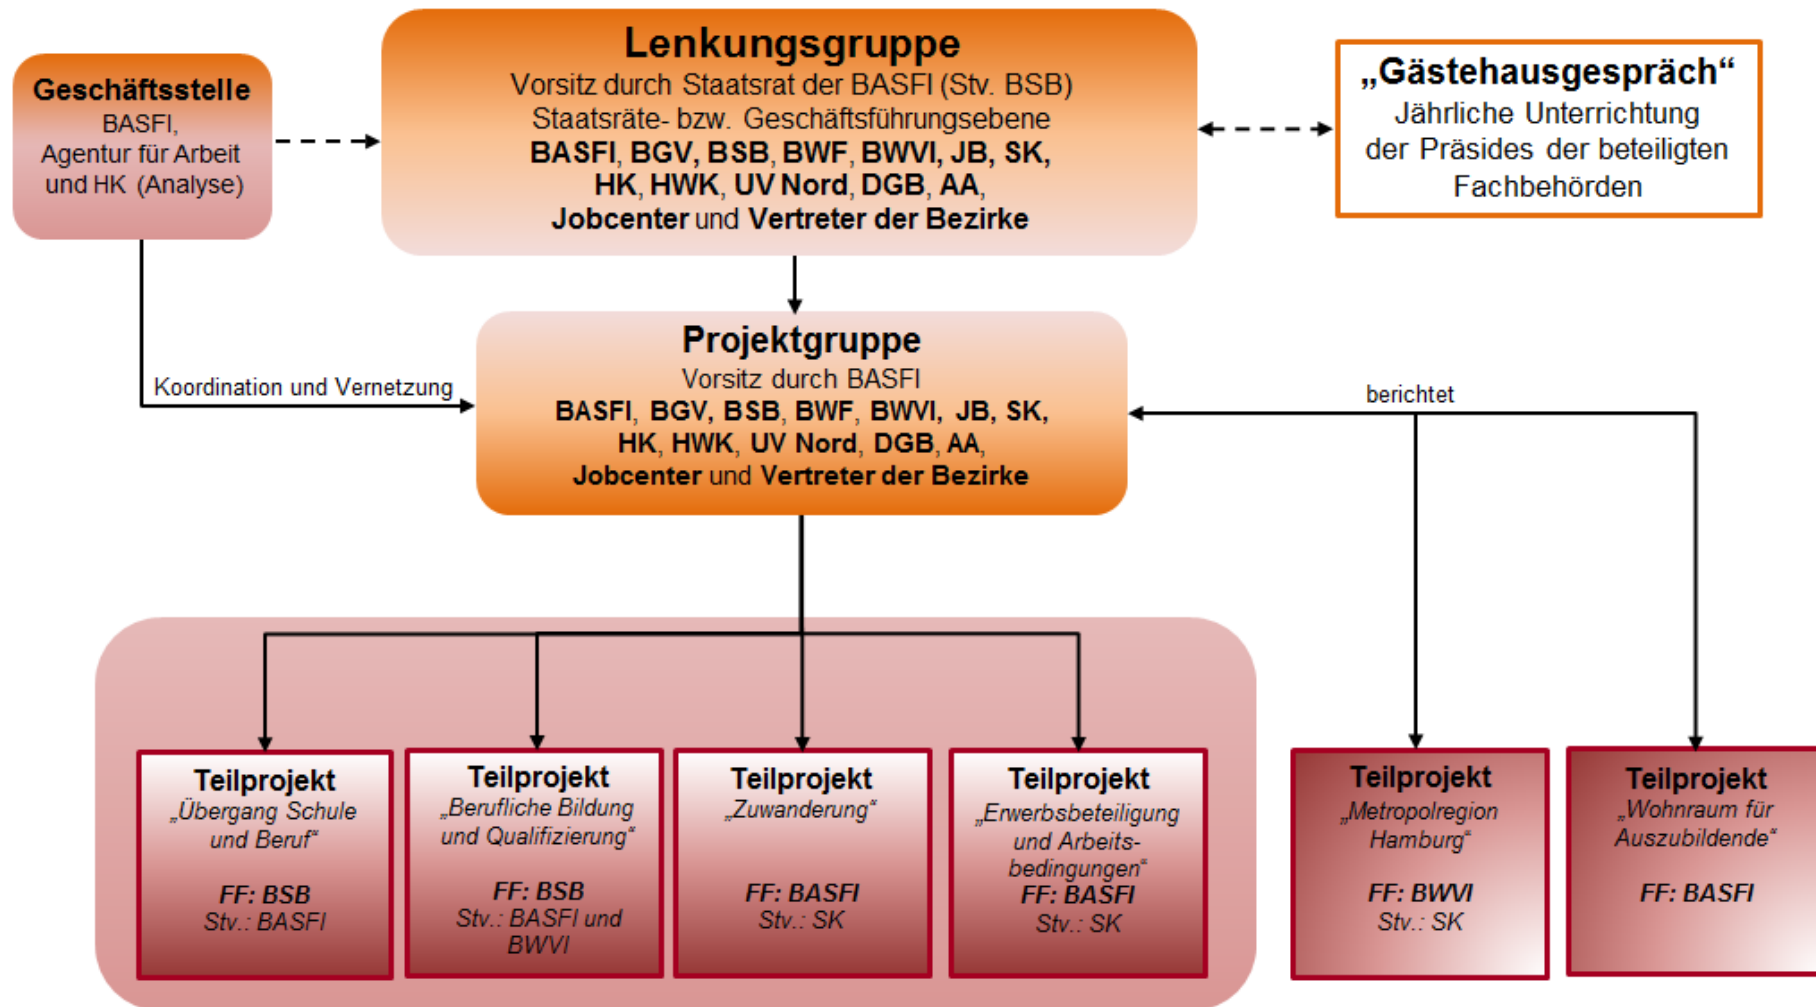 Geschäftsstelle
BASFI,
Agentur für Arbeit
und HK (Analyse)
Lenkungsgruppe
Vorsitz durch Staatsrat der BASFI (Stv. BSB)
Staatsräte- bzw. Geschäftsführungsebene
BASFI, BGV, BSB, BWF, BWVI, JB, SK,
HK, HWK, UV Nord, DGB, AA,
Jobcenter und Vertreter der Bezirke
„Gästehausgespräch“
Jährliche Unterrichtung
der Präsides der beteiligten
Fachbehörden
Projektgruppe
Vorsitz durch BASFI
BASFI, BGV, BSB, BWF, BWVI, JB, SK,
HK, HWK, UV Nord, DGB, AA,
Jobcenter und Vertreter der Bezirke
Koordination und Vernetzung
berichtet
Teilprojekt
„Übergang Schule
und Beruf“
FF: BSB
Stv.: BASFI
Teilprojekt
„Berufliche Bildung
und Qualifizierung“
FF: BSB
Stv.: BASFI und
BWVI
Teilprojekt
„Zuwanderung“
FF: BASFI
Stv.: SK
Teilprojekt
„Erwerbsbeteiligung
und Arbeits-
bedingungen“
FF: BASFI
Stv.: SK
Teilprojekt
„Metropolregion
Hamburg“
FF: BWVI
Stv.: SK
Teilprojekt
„Wohnraum für
Auszubildende“
FF: BASFI